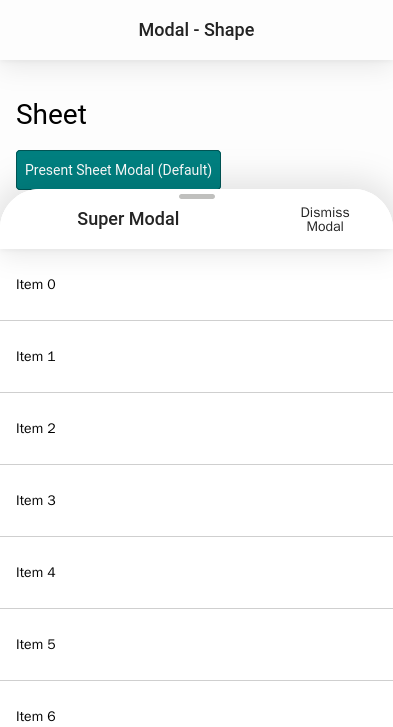 Modal - Shape
Sheet
Present Sheet Modal (Default)
Super Modal
Dismiss
Modal
Item 0
Item 1
Item 2
Item 3
Item 4
Item 5
Item 6